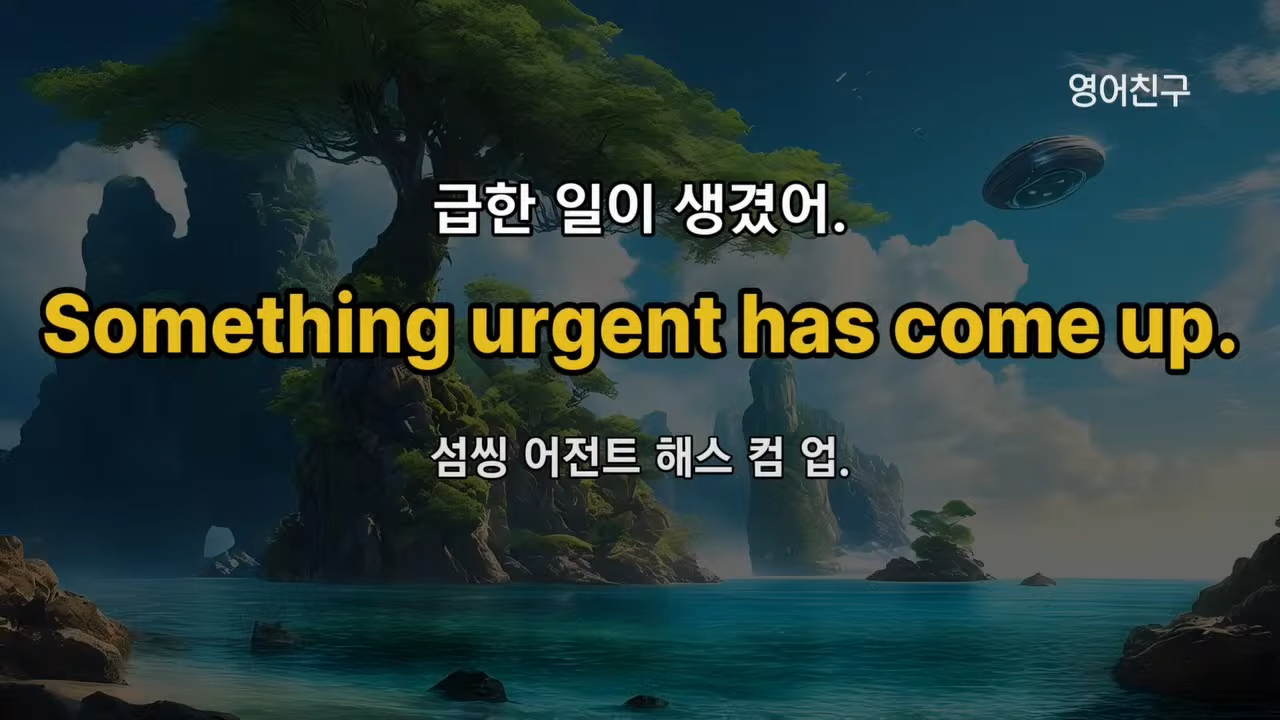 영어친구
급한 일이 생겼어.
Something urgent has come up.
섬씽 어전트 해스 컴 업.